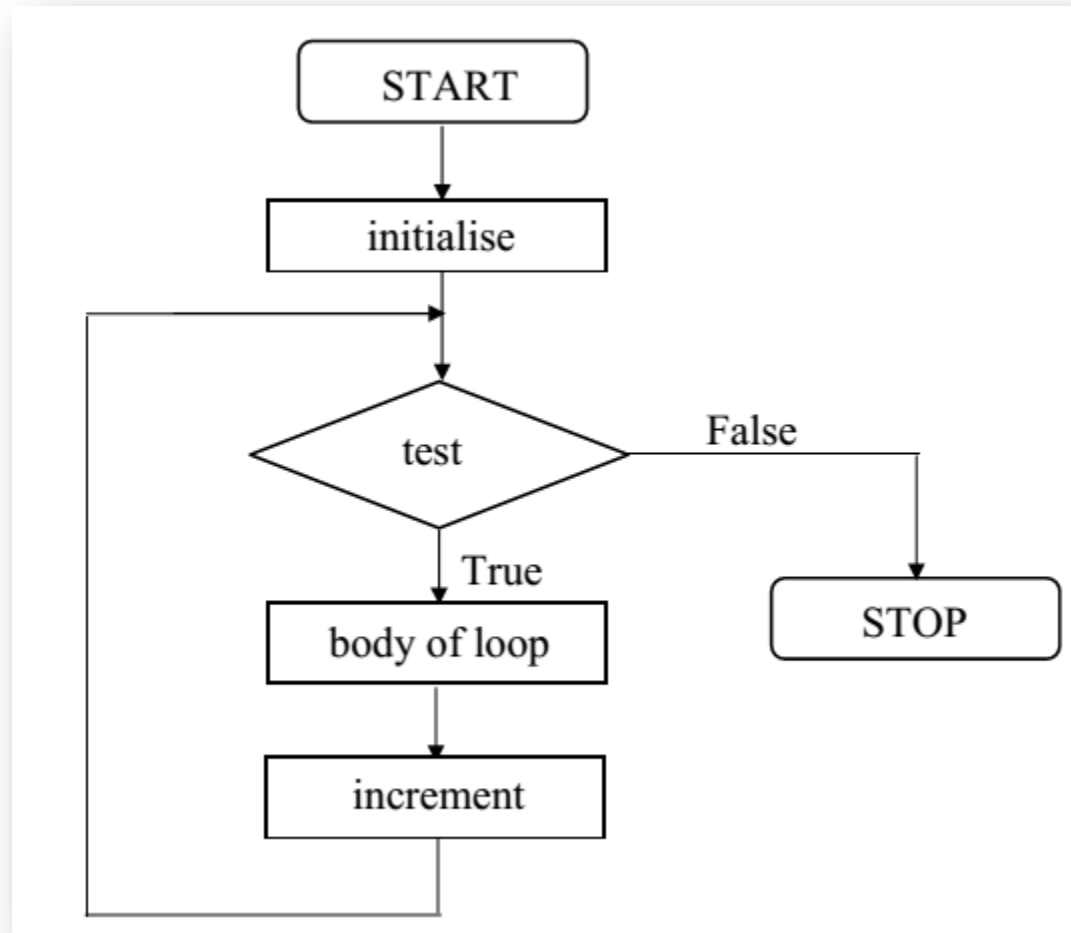 START
initialise
test
False
True
body of loop
STOP
increment